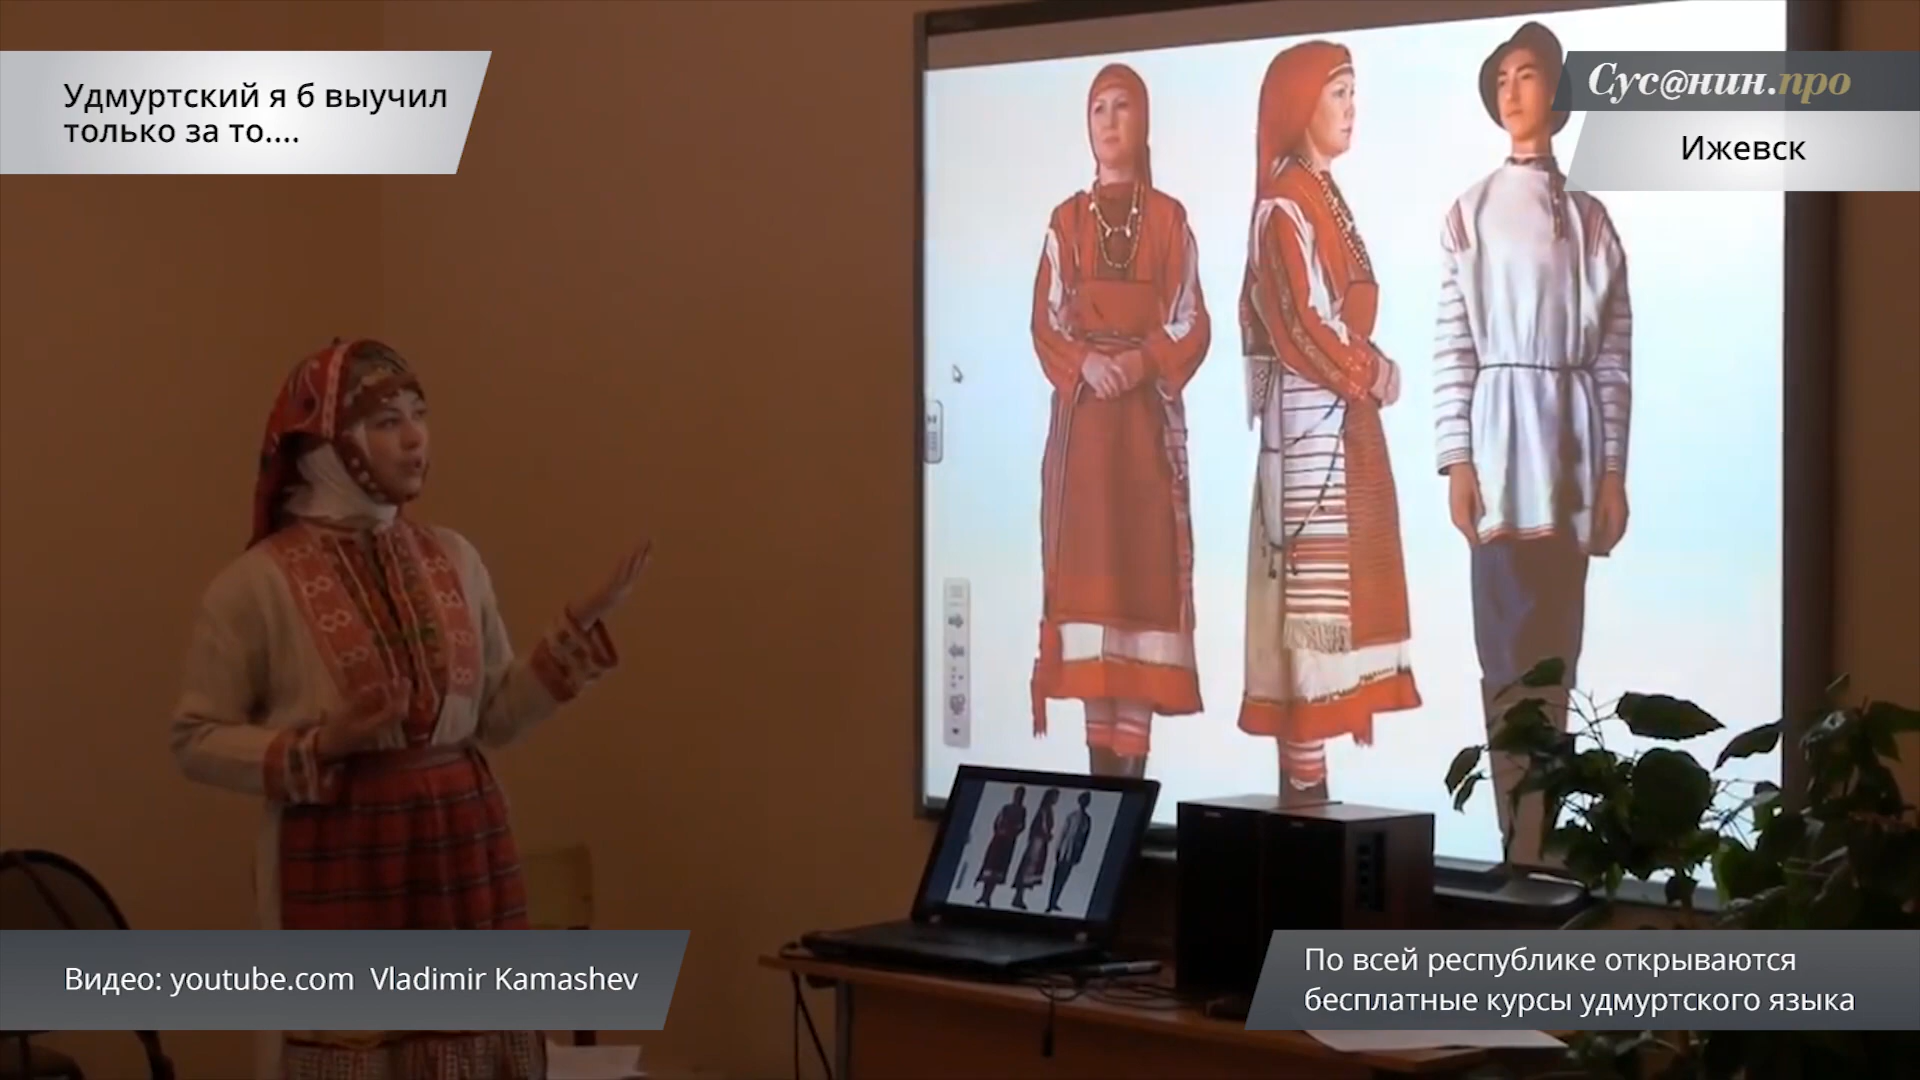 Удмуртский я б выучил
только за то....
Сус@нин.про
Ижевск
Видео: youtube.com Vladimir Kamashev
По всей республике открываются
бесплатные курсы удмуртского языка